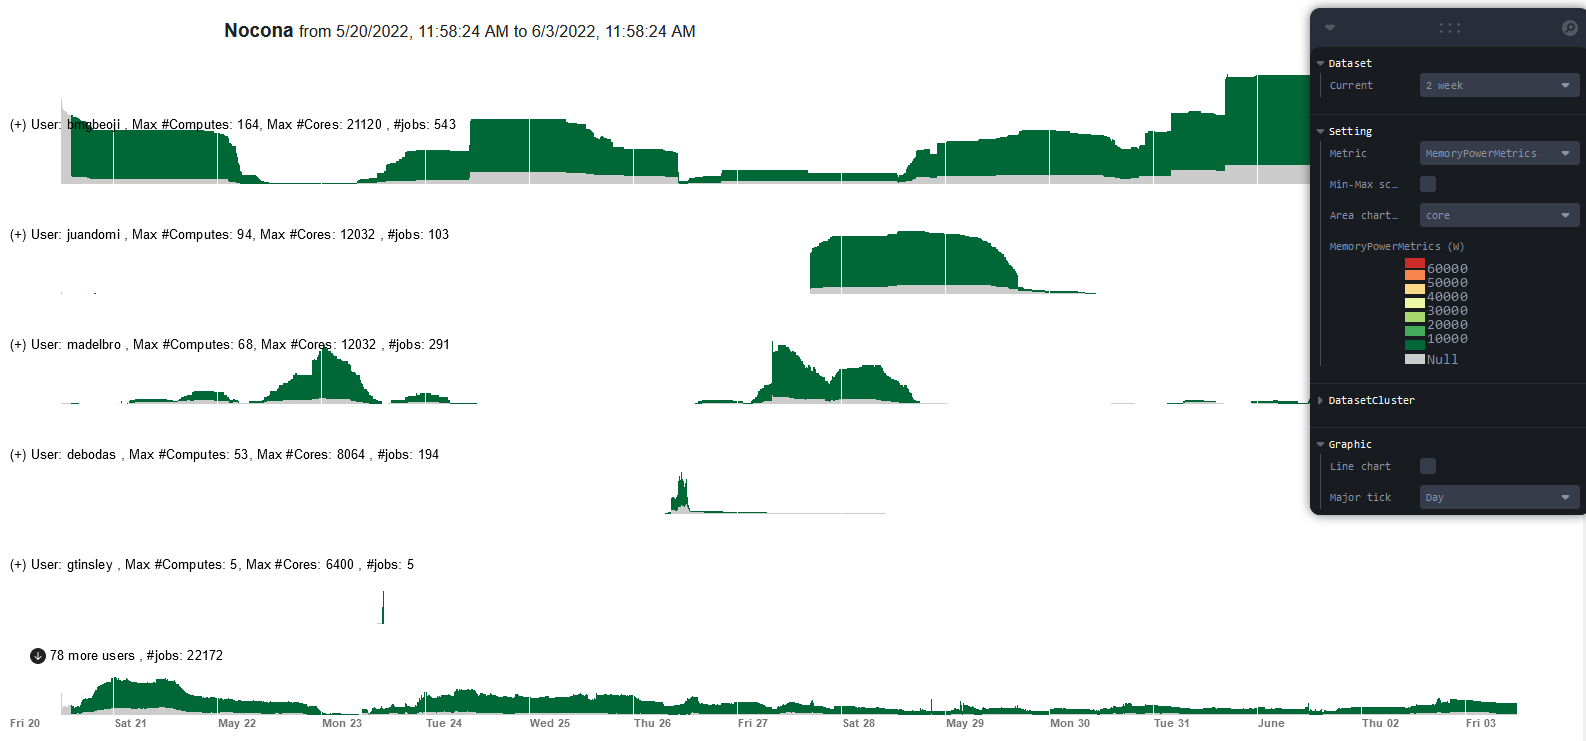 Nocona from 5/20/2022, 11:58:24 AM to 6/3/2022, 11:58:24 AM
(+) User: bmgbeoji , Max #Computes: 164, Max #Cores: 21120 , #jobs: 543
(+) User: juandomi , Max #Computes: 94, Max #Cores: 12032 , #jobs: 103
(+) User: madelbro , Max #Computes: 68, Max #Cores: 12032 , #jobs: 291
(+) User: debodas , Max #Computes: 53, Max #Cores: 8064 , #jobs: 194
(+) User: gtinsley , Max #Computes: 5, Max #Cores: 6400 , #jobs: 5
78 more users , #jobs: 22172
Fri 20 Sat 21 May 22 Mon 23 Tue 24 Wed 25 Thu 26 Fri 27 Sat 28 May 29 Mon 30 Tue 31 June Thu 02 Fri 03
Dataset
Current 2 week
Setting
Metric MemoryPowerMetrics
Min-Max sc…
Area chart… core
MemoryPowerMetrics (W)
60000
50000
40000
30000
20000
10000
Null
DatasetCluster
Graphic
Line chart
Major tick Day